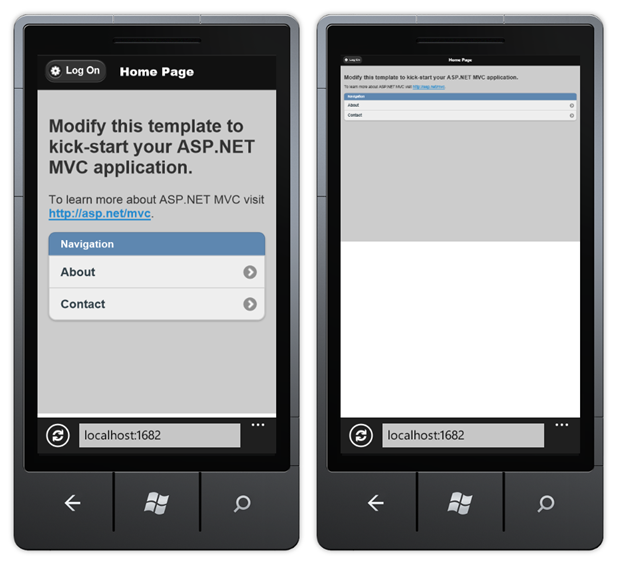 Log On Home Page
Modify this template to
kick-start your ASP.NET
MVC application.
To learn more about ASP.NET MVC visit
http://asp.net/mvc.
Navigation
About
Contact
localhost:1682
Log On Home Page
Modify this template to kick-start your ASP.NET MVC application.
To learn more about ASP.NET MVC visit http://asp.net/mvc.
Navigation
About
Contact
localhost:1682